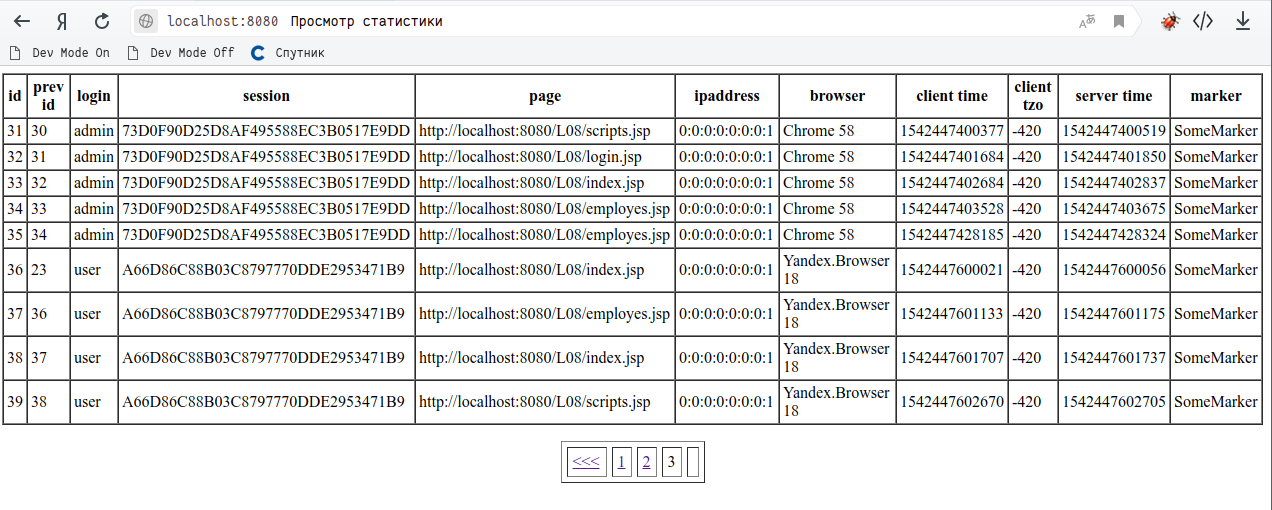 Я localhost:8080 Просмотр статистики
Dev Mode On Dev Mode Off Спутник
id prev id login session page ipaddress browser client time client tzo server time marker
31 30 admin 73D0F90D25D8AF495588EC3B0517E9DD http://localhost:8080/L08/scripts.jsp 0:0:0:0:0:0:0:1 Chrome 58 1542447400377 -420 1542447400519 SomeMarker
32 31 admin 73D0F90D25D8AF495588EC3B0517E9DD http://localhost:8080/L08/login.jsp 0:0:0:0:0:0:0:1 Chrome 58 1542447401684 -420 1542447401850 SomeMarker
33 32 admin 73D0F90D25D8AF495588EC3B0517E9DD http://localhost:8080/L08/index.jsp 0:0:0:0:0:0:0:1 Chrome 58 1542447402684 -420 1542447402837 SomeMarker
34 33 admin 73D0F90D25D8AF495588EC3B0517E9DD http://localhost:8080/L08/employes.jsp 0:0:0:0:0:0:0:1 Chrome 58 1542447403528 -420 1542447403675 SomeMarker
35 34 admin 73D0F90D25D8AF495588EC3B0517E9DD http://localhost:8080/L08/employes.jsp 0:0:0:0:0:0:0:1 Chrome 58 1542447428185 -420 1542447428324 SomeMarker
36 23 user A66D86C88B03C8797770DDE2953471B9 http://localhost:8080/L08/index.jsp 0:0:0:0:0:0:0:1 Yandex.Browser 18 1542447600021 -420 1542447600056 SomeMarker
37 36 user A66D86C88B03C8797770DDE2953471B9 http://localhost:8080/L08/employes.jsp 0:0:0:0:0:0:0:1 Yandex.Browser 18 1542447601133 -420 1542447601175 SomeMarker
38 37 user A66D86C88B03C8797770DDE2953471B9 http://localhost:8080/L08/index.jsp 0:0:0:0:0:0:0:1 Yandex.Browser 18 1542447601707 -420 1542447601737 SomeMarker
39 38 user A66D86C88B03C8797770DDE2953471B9 http://localhost:8080/L08/scripts.jsp 0:0:0:0:0:0:0:1 Yandex.Browser 18 1542447602670 -420 1542447602705 SomeMarker
<<< 1 2 3